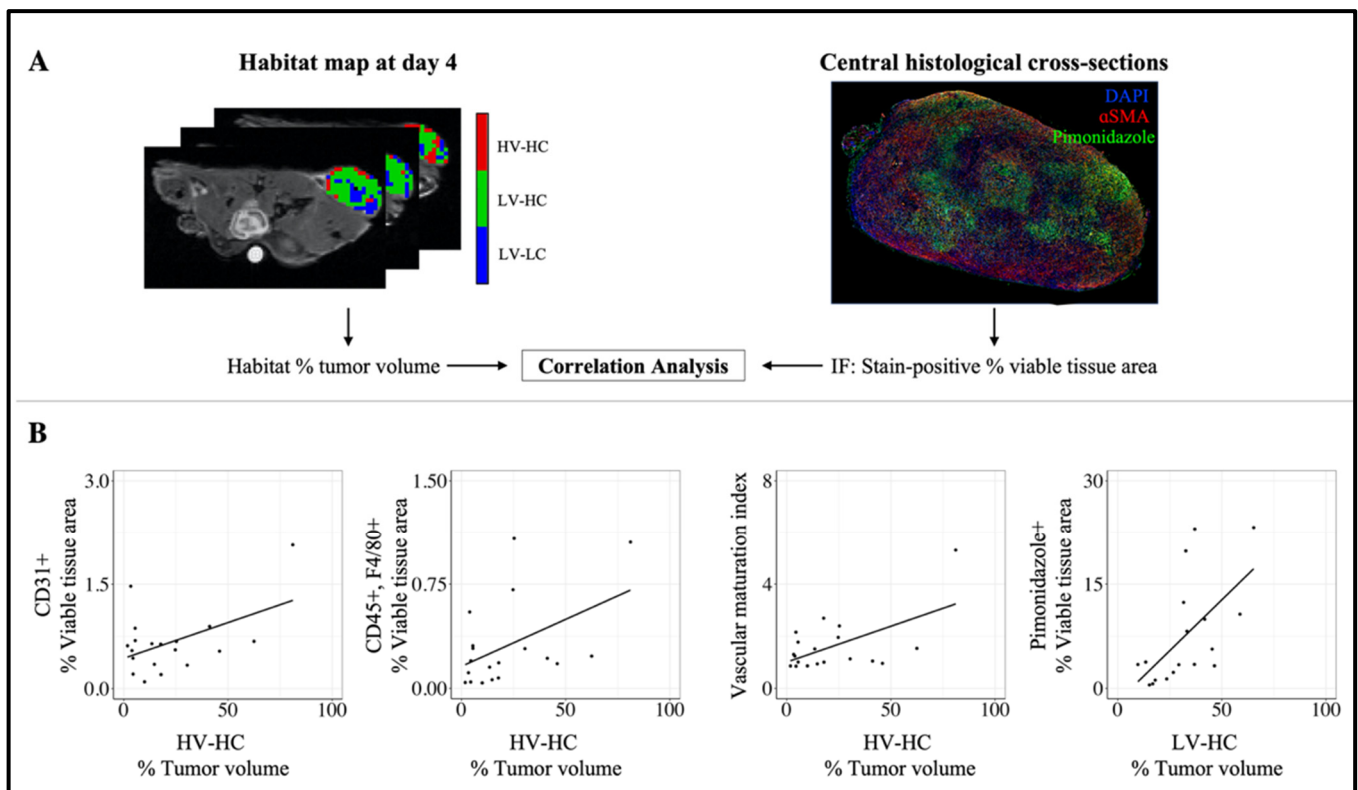 A
Habitat map at day 4
HV-HC
LV-HC
LV-LC
Central histological cross-sections
DAPI
αSMA
Pimonidazole
Habitat % tumor volume
Correlation Analysis
IF: Stain-positive % viable tissue area
B
CD31+
% Viable tissue area
3.0
1.5
0.0
0
50
100
HV-HC
% Tumor volume
CD45+, F4/80+
% Viable tissue area
1.50
0.75
0.00
0
50
100
HV-HC
% Tumor volume
Vascular maturation index
8
4
0
0
50
100
HV-HC
% Tumor volume
Pimonidazole+
% Viable tissue area
30
15
0
0
50
100
LV-HC
% Tumor volume